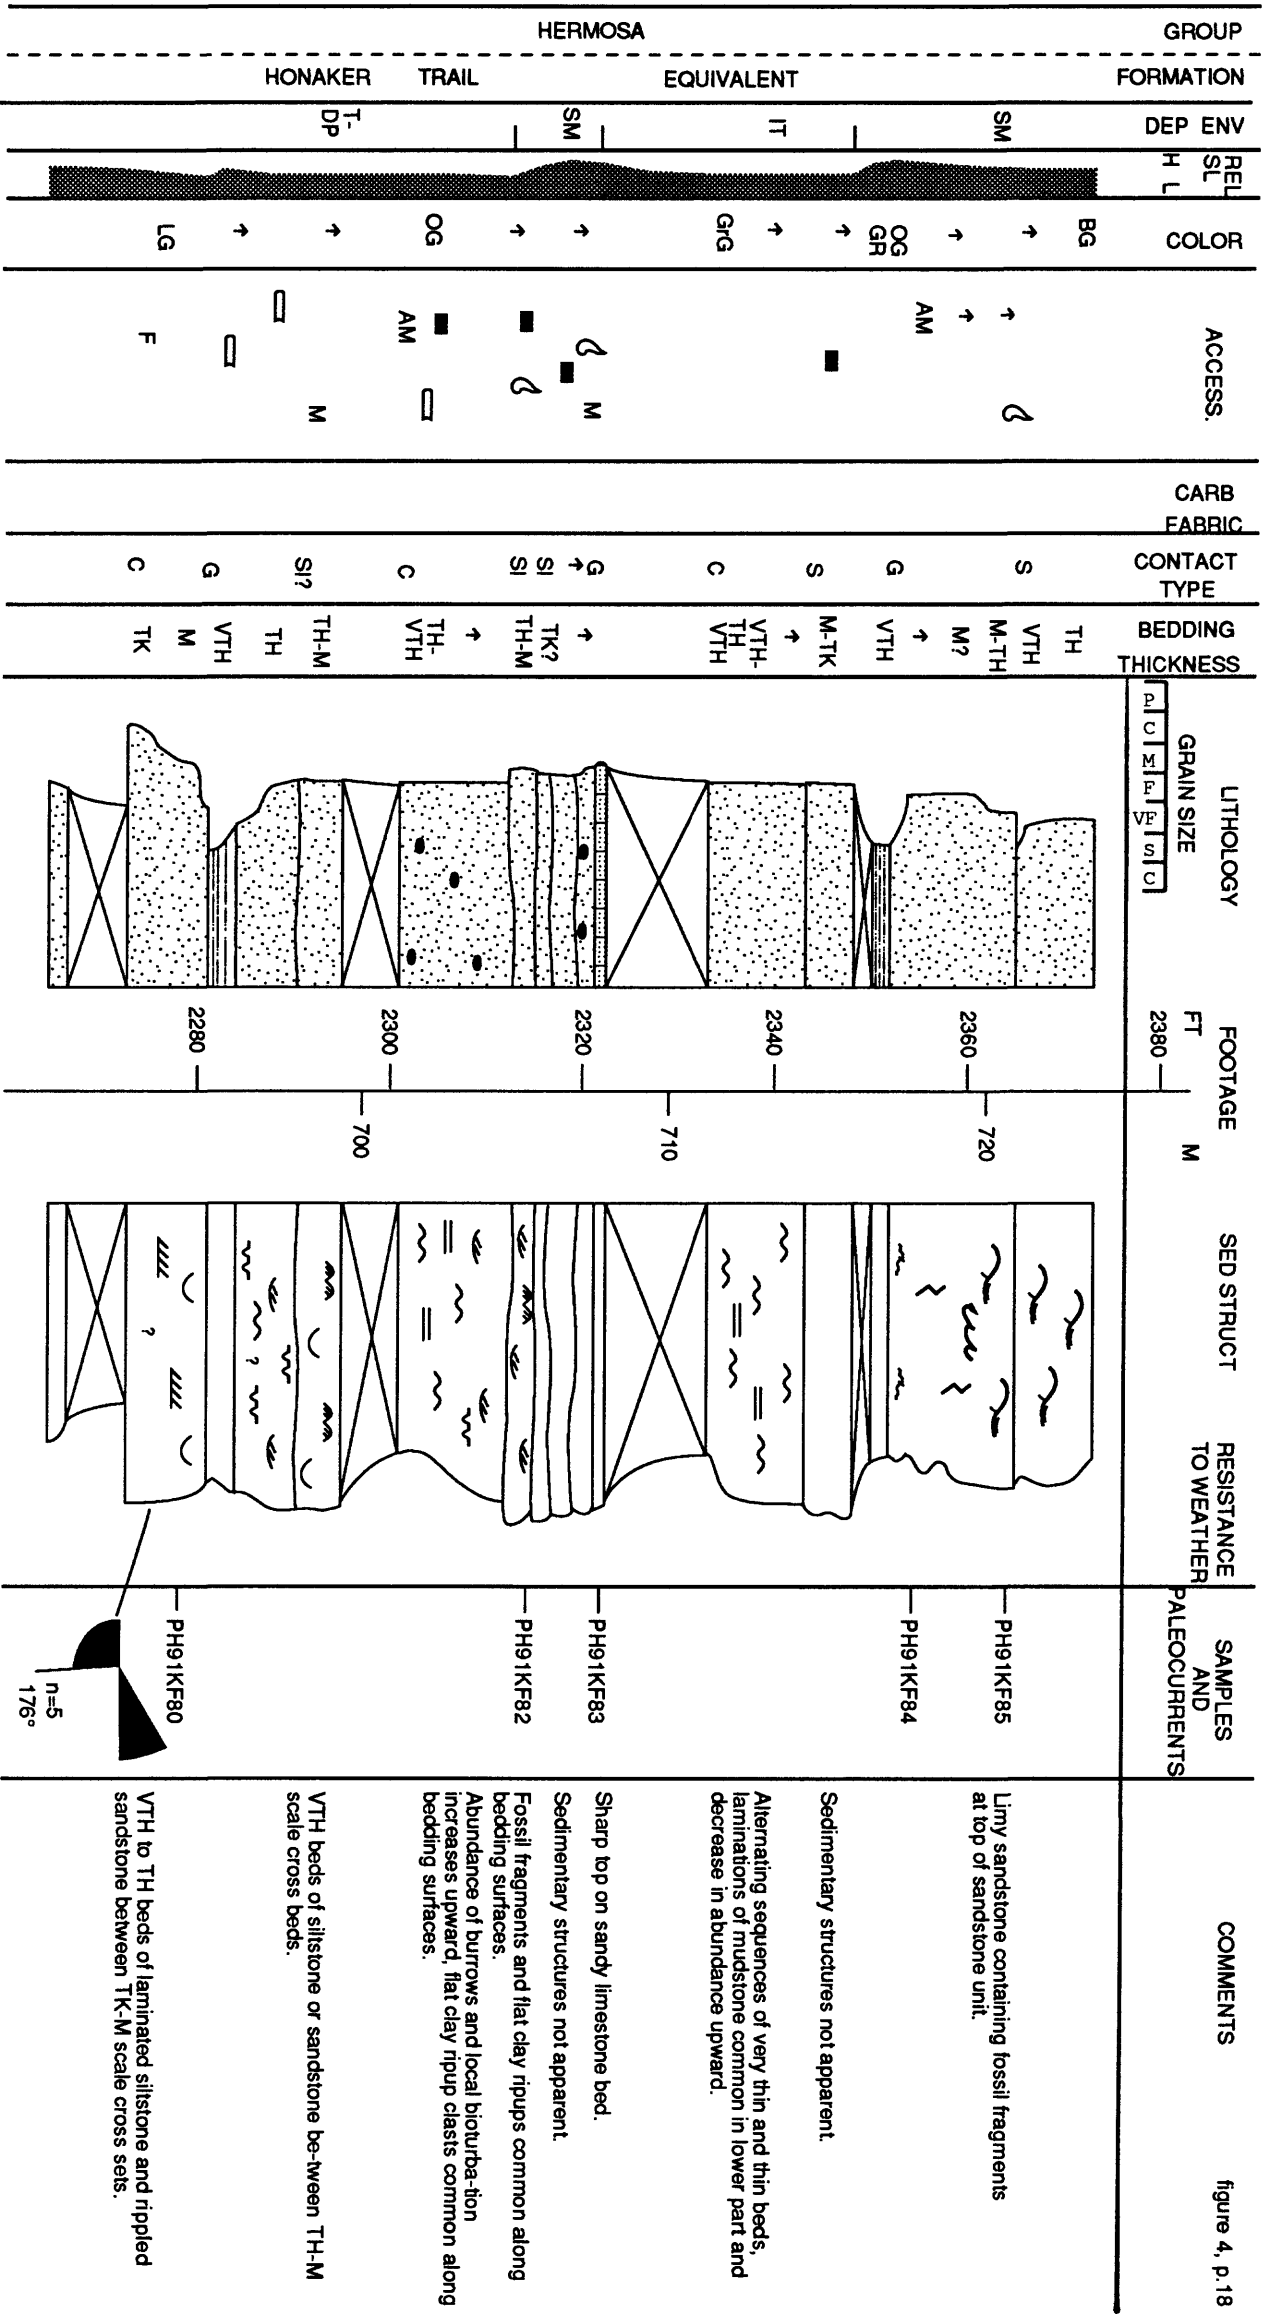 figure 4, p.18
GROUP
FORMATION
DEP ENV
REL
SL
H L
COLOR
ACCESS.
CARB
FABRIC
CONTACT
TYPE
BEDDING
THICKNESS
LITHOLOGY
GRAIN SIZE
P C M F VF S C
FOOTAGE
FT M
SED STRUCT
RESISTANCE
TO WEATHER
SAMPLES
AND
PALEOCURRENTS
COMMENTS
HERMOSA
HONAKER TRAIL EQUIVALENT
SM
IT
SM
T-
DP
BG
OG
GR
GrG
OG
LG
AM
M
AM
M
F
S
G
S
C
G
SI
SI
C
SI?
G
C
TH
VTH
M-TH
M?
VTH
M-TK
VTH-
TH
VTH
TK?
TH-M
TH-
VTH
TH-M
TH
VTH
M
TK
2380
2360
2340
2320
2300
2280
720
710
700
?
?
PH91KF85
PH91KF84
PH91KF83
PH91KF82
PH91KF80
n=5
176°
Limy sandstone containing fossil fragments
at top of sandstone unit.
Sedimentary structures not apparent.
Alternating sequences of very thin and thin beds,
laminations of mudstone common in lower part and
decrease in abundance upward.
Sharp top on sandy limestone bed.
Sedimentary structures not apparent.
Fossil fragments and flat clay ripups common along
bedding surfaces.
Abundance of burrows and local bioturba-tion
increases upward, flat clay ripup clasts common along
bedding surfaces.
VTH beds of siltstone or sandstone be-tween TH-M
scale cross beds.
VTH to TH beds of laminated siltstone and rippled
sandstone between TK-M scale cross sets.